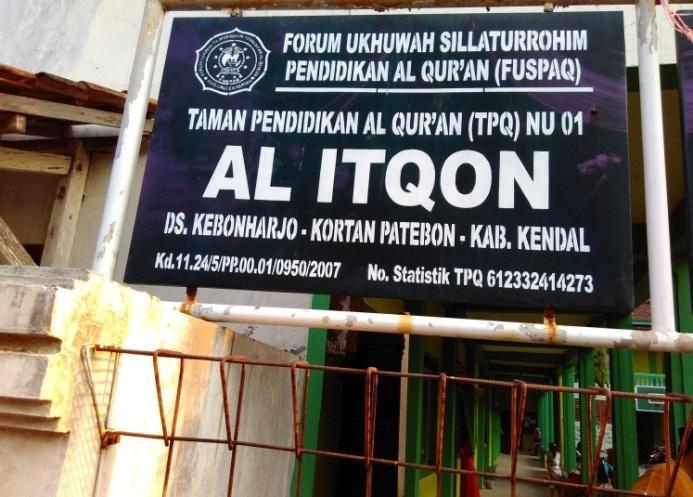 FORUM UKHUWAH SILLATURROHIM
PENDIDIKAN AL QUR'AN (FUSPAQ)
TAMAN PENDIDIKAN AL QUR'AN (TPQ) NU 01
AL ITQON
DS. KEBONHARJO - KORTAN PATEBON - KAB. KENDAL
Kd.11.24/5/PP.00.01/0950/2007 No. Statistik TPQ 612332414273